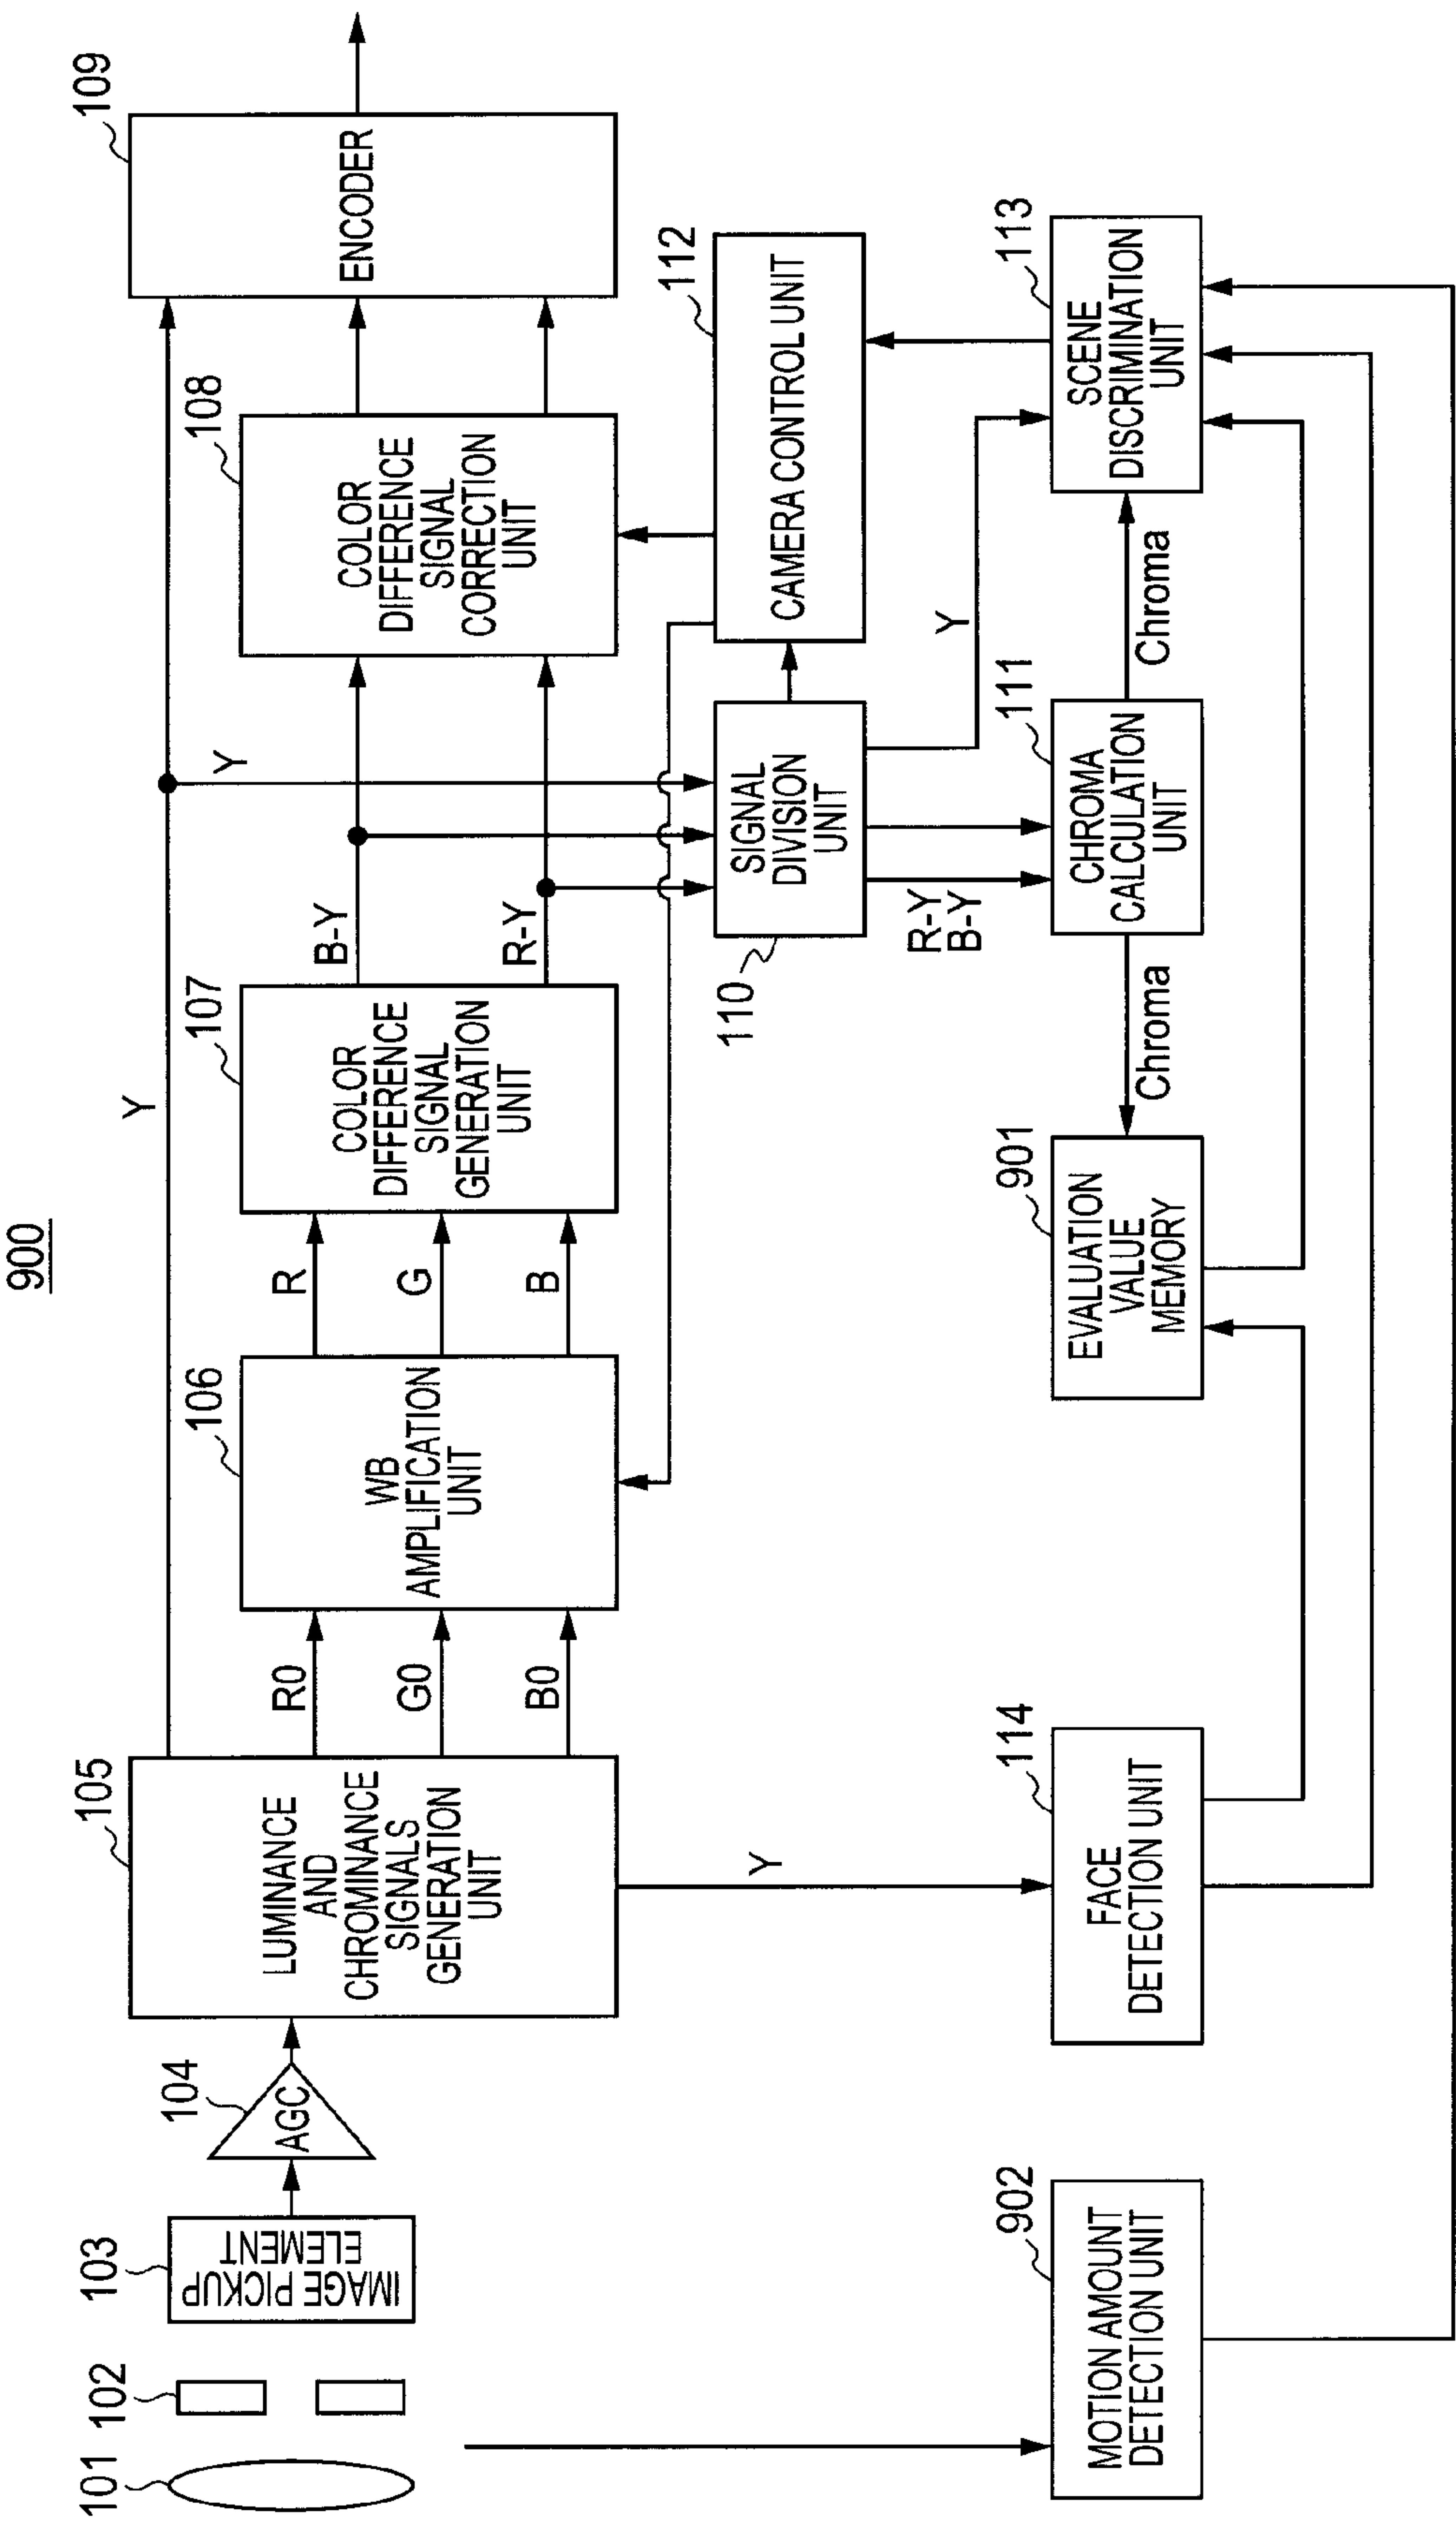 900
101
102
103
IMAGE PICKUP
ELEMENT
104
AGC
105
LUMINANCE
AND
CHROMINANCE
SIGNALS
GENERATION
UNIT
Y
R0
G0
B0
106
WB
AMPLIFICATION
UNIT
R
G
B
107
COLOR
DIFFERENCE
SIGNAL
GENERATION
UNIT
B-Y
R-Y
Y
108
COLOR
DIFFERENCE
SIGNAL
CORRECTION
UNIT
109
ENCODER
110
SIGNAL
DIVISION
UNIT
112
CAMERA CONTROL UNIT
Y
R-Y
B-Y
Y
902
MOTION AMOUNT
DETECTION UNIT
114
FACE
DETECTION UNIT
901
EVALUATION
VALUE
MEMORY
Chroma
111
CHROMA
CALCULATION
UNIT
Chroma
113
SCENE
DISCRIMINATION
UNIT